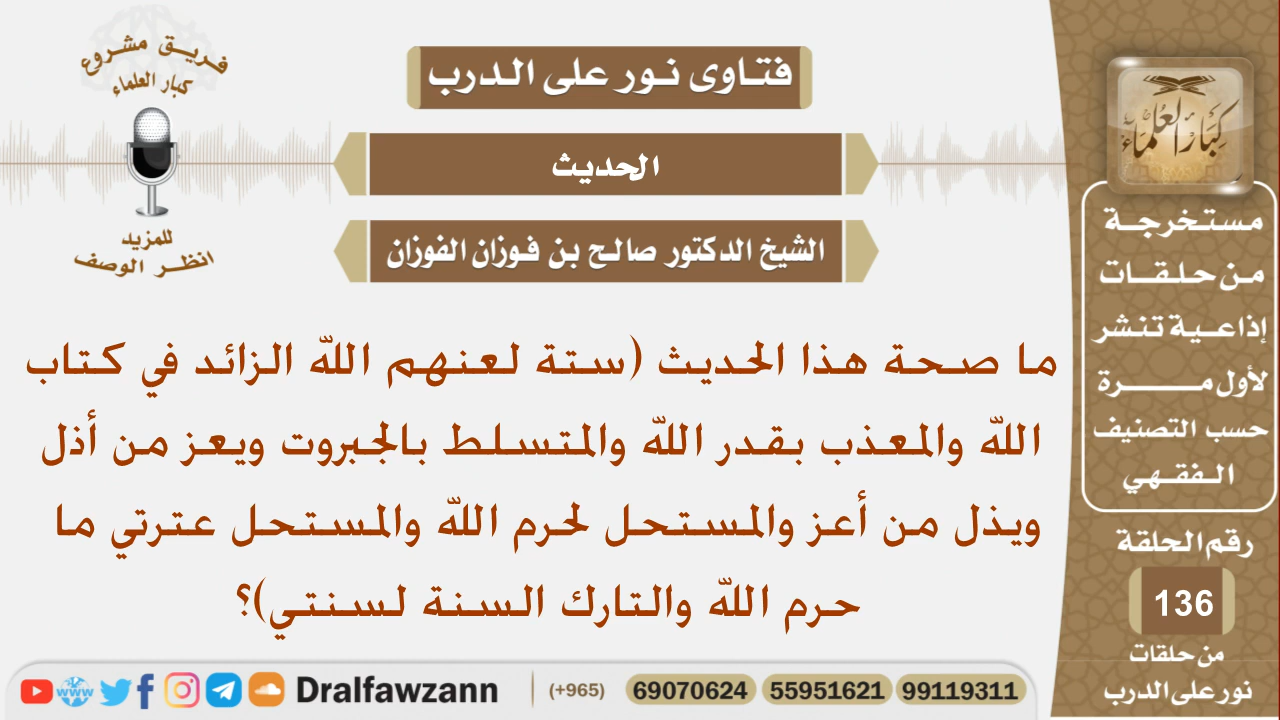 فريق مشروع
كبار العلماء
للمزيد
انظر الوصف
فتاوى نور على الدرب
الحديث
الشيخ الدكتور صالح بن فوزان الفوزان
ما صحة هذا الحديث (ستة لعنهم الله الزائد في كتاب
الله والمعذب بقدر الله والمتسلط بالجبروت ويعز من أذل
ويذل من أعز والمستحل لحرم الله والمستحل عترتي ما
حرم الله والتارك السنة لسنتي)؟
كبار العلماء
مستخرجة
من حلقات
إذاعية تنشر
لأول مرة
حسب التصنيف
الفقهي
رقم الحلقة
136
من حلقات
نور على الدرب
www
Dralfawzann
(+965) 69070624 55951621 99119311